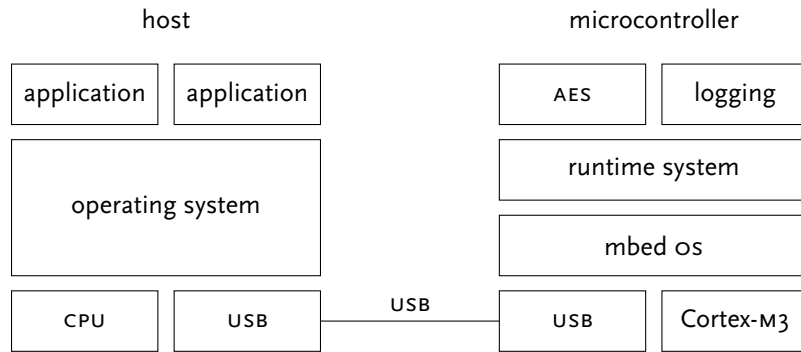 host microcontroller
application application AES logging
operating system
runtime system
mbed OS
USB
CPU USB USB Cortex-M3